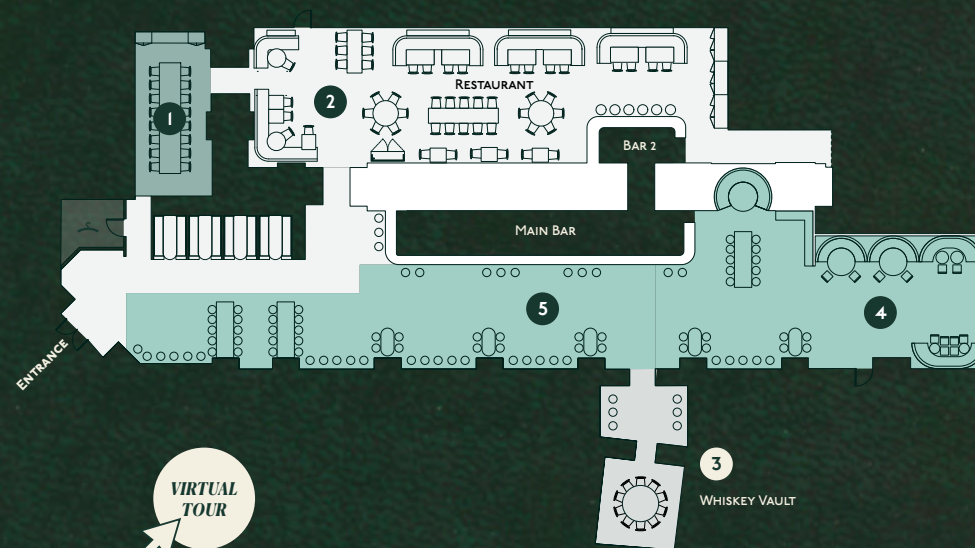 1
2
RESTAURANT
BAR 2
MAIN BAR
5
4
ENTRANCE
3
WHISKEY VAULT
VIRTUAL
TOUR